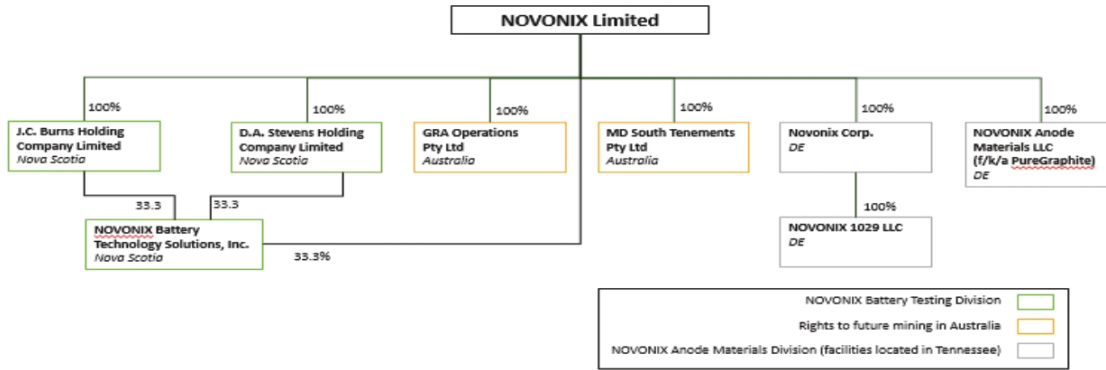 NOVONIX Limited
100%
100%
100%
100%
100%
100%
J.C. Burns Holding
Company Limited
Nova Scotia
D.A. Stevens Holding
Company Limited
Nova Scotia
GRA Operations
Pty Ltd
Australia
MD South Tenements
Pty Ltd
Australia
Novonix Corp.
DE
NOVONIX Anode
Materials LLC
(f/k/a PureGraphite)
DE
33.3
33.3
100%
NOVONIX Battery
Technology Solutions, Inc.
Nova Scotia
33.3%
NOVONIX 1029 LLC
DE
NOVONIX Battery Testing Division
Rights to future mining in Australia
NOVONIX Anode Materials Division (facilities located in Tennessee)